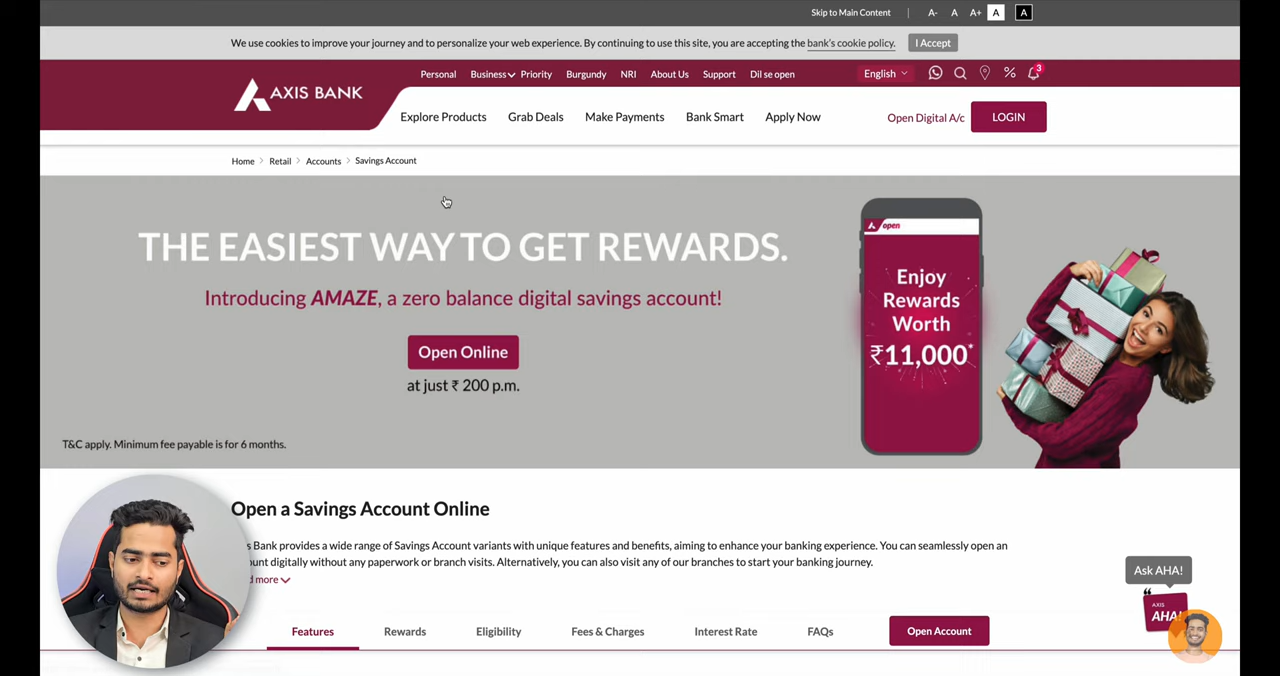 Skip to Main Content | A- A A+ A A
We use cookies to improve your journey and to personalize your web experience. By continuing to use this site, you are accepting the bank's cookie policy. I Accept
Personal Business Priority Burgundy NRI About Us Support Dil se open English 3
AXIS BANK
Explore Products Grab Deals Make Payments Bank Smart Apply Now Open Digital A/c LOGIN
Home > Retail > Accounts > Savings Account
THE EASIEST WAY TO GET REWARDS.
Introducing AMAZE, a zero balance digital savings account!
Open Online
at just ₹ 200 p.m.
T&C apply. Minimum fee payable is for 6 months.
open
Enjoy
Rewards
Worth
₹11,000*
Open a Savings Account Online
s Bank provides a wide range of Savings Account variants with unique features and benefits, aiming to enhance your banking experience. You can seamlessly open an
ount digitally without any paperwork or branch visits. Alternatively, you can also visit any of our branches to start your banking journey.
d more
Ask AHA!
AXIS
AHA!
Features Rewards Eligibility Fees & Charges Interest Rate FAQs Open Account